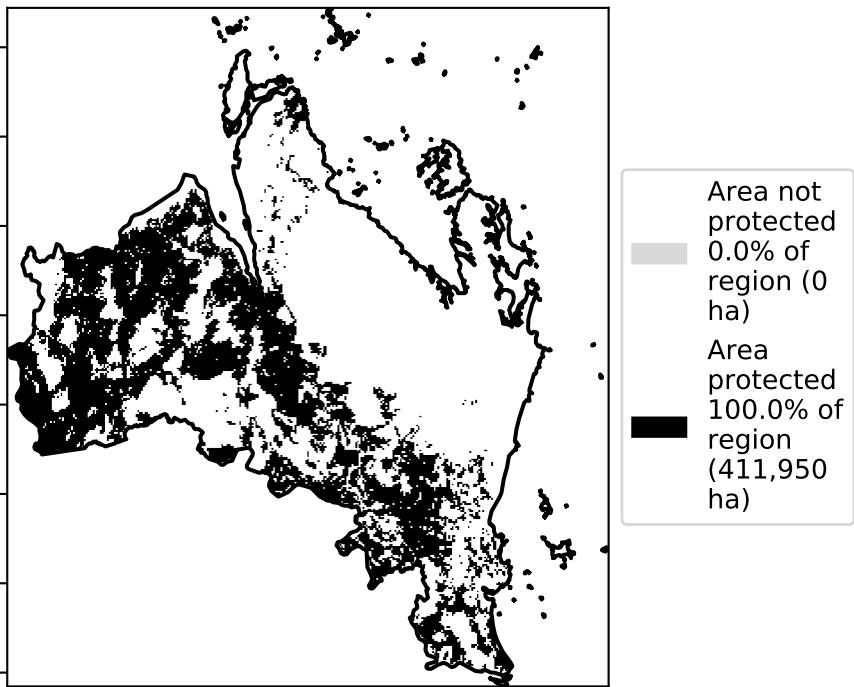 Area not
protected
0.0% of
region (0
ha)
Area
protected
100.0% of
region
(411,950
ha)